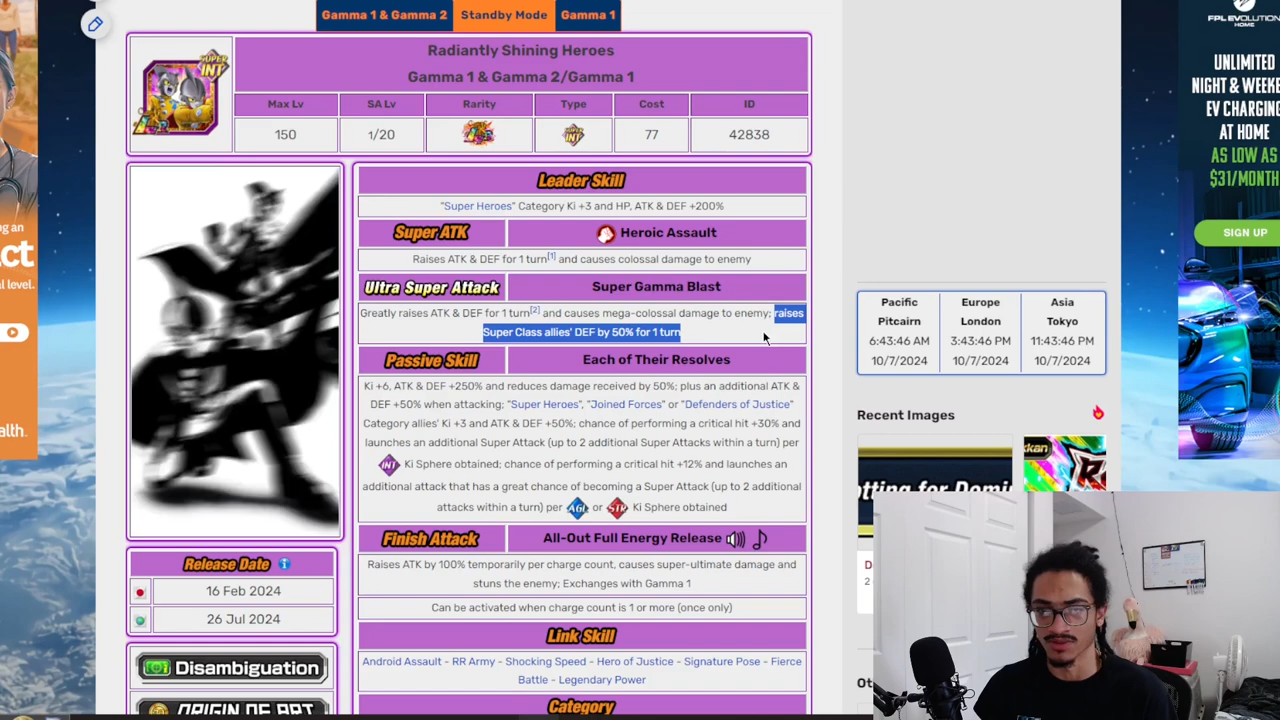 Gamma 1 & Gamma 2
Standby Mode
Gamma 1
Radiantly Shining Heroes
Gamma 1 & Gamma 2/Gamma 1
SUPER INT
Max Lv
SA Lv
Rarity
Type
Cost
ID
150
1/20
77
42838
Leader Skill
"Super Heroes" Category Ki +3 and HP, ATK & DEF +200%
Super ATK
Heroic Assault
Raises ATK & DEF for 1 turn[1] and causes colossal damage to enemy
Ultra Super Attack
Super Gamma Blast
Greatly raises ATK & DEF for 1 turn[2] and causes mega-colossal damage to enemy; raises
Super Class allies' DEF by 50% for 1 turn
Passive Skill
Each of Their Resolves
Ki +6, ATK & DEF +250% and reduces damage received by 50%; plus an additional ATK &
DEF +50% when attacking; "Super Heroes", "Joined Forces" or "Defenders of Justice"
Category allies' Ki +3 and ATK & DEF +50%; chance of performing a critical hit +30% and
launches an additional Super Attack (up to 2 additional Super Attacks within a turn) per
INT Ki Sphere obtained; chance of performing a critical hit +12% and launches an
additional attack that has a great chance of becoming a Super Attack (up to 2 additional
attacks within a turn) per AGL or STR Ki Sphere obtained
Finish Attack
All-Out Full Energy Release
Raises ATK by 100% temporarily per charge count, causes super-ultimate damage and
stuns the enemy; Exchanges with Gamma 1
Can be activated when charge count is 1 or more (once only)
Link Skill
Android Assault - RR Army - Shocking Speed - Hero of Justice - Signature Pose - Fierce
Battle - Legendary Power
Category
Release Date
16 Feb 2024
26 Jul 2024
Disambiguation
ORIGIN OF ART
Pacific
Pitcairn
6:43:46 AM
10/7/2024
Europe
London
3:43:46 PM
10/7/2024
Asia
Tokyo
11:43:46 PM
10/7/2024
Recent Images
FPL EVOLUTION
HOME
UNLIMITED
NIGHT & WEEKE
EV CHARGING
AT HOME
AS LOW AS
$31/MONTH
SIGN UP